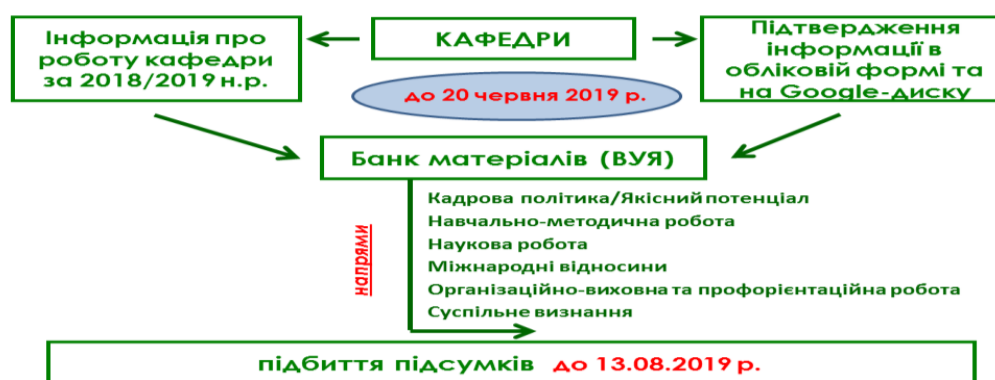 Інформація про
роботу кафедри
за 2018/2019 н.р.
КАФЕДРИ
Підтвердження
інформації в
обліковій формі та
на Google-диску
до 20 червня 2019 р.
Банк матеріалів (ВУЯ)
напрями
Кадрова політика/Якісний потенціал
Навчально-методична робота
Наукова робота
Міжнародні відносини
Організаційно-виховна та профорієнтаційна робота
Суспільне визнання
підбиття підсумків до 13.08.2019 р.